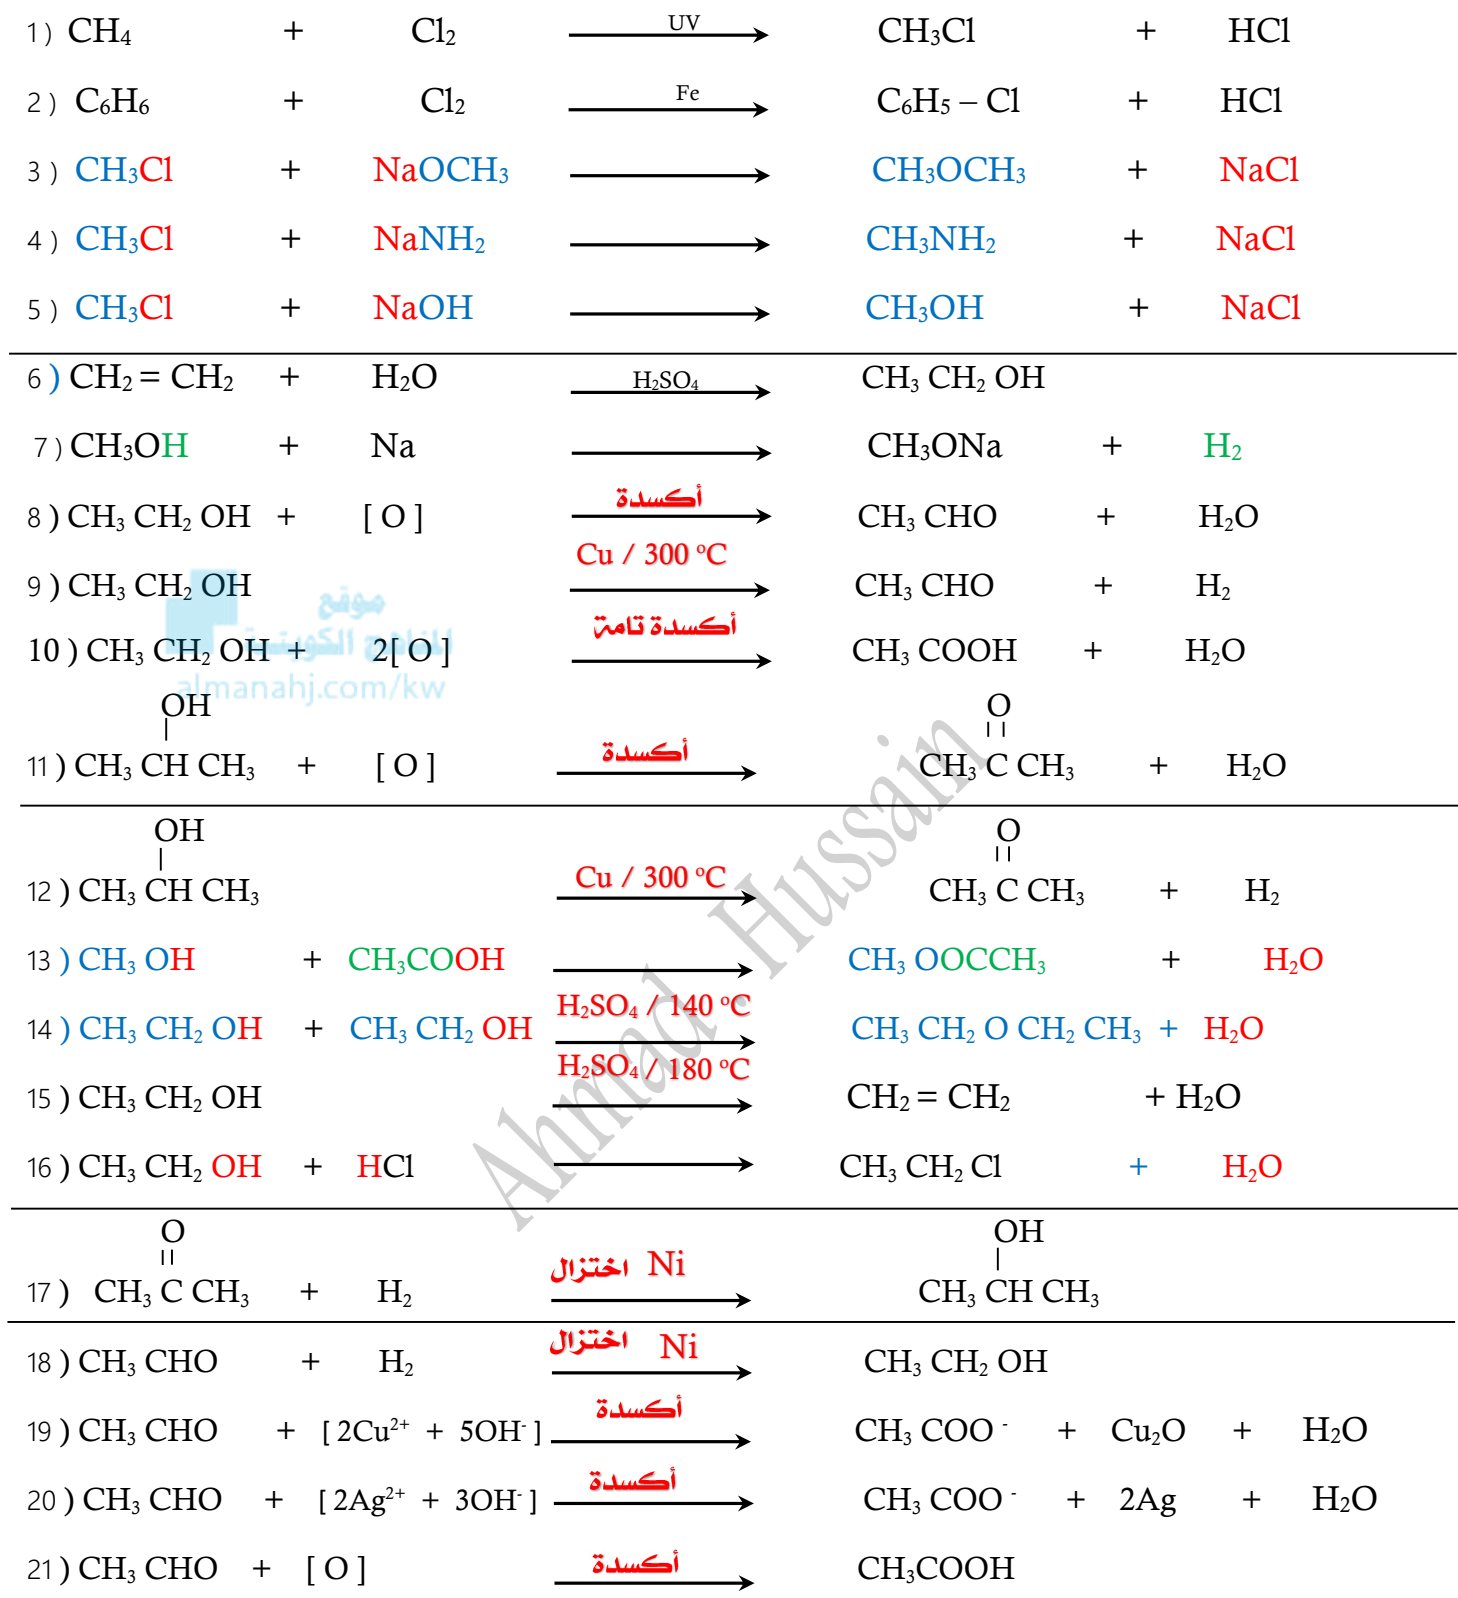 1) CH₄ + Cl₂ UV CH₃Cl + HCl
2) C₆H₆ + Cl₂ Fe C₆H₅ – Cl + HCl
3) CH₃Cl + NaOCH₃ CH₃OCH₃ + NaCl
4) CH₃Cl + NaNH₂ CH₃NH₂ + NaCl
5) CH₃Cl + NaOH CH₃OH + NaCl
6) CH₂ = CH₂ + H₂O H₂SO₄ CH₃ CH₂ OH
7) CH₃OH + Na CH₃ONa + H₂
أكسدة
8) CH₃ CH₂ OH + [ O ] CH₃ CHO + H₂O
Cu / 300 °C
9) CH₃ CH₂ OH CH₃ CHO + H₂
موقع
المناهج الكويتية
أكسدة تامة
10) CH₃ CH₂ OH + 2[ O ] CH₃ COOH + H₂O
almanahj.com/kw
OH O
11) CH₃ CH CH₃ + [ O ] أكسدة CH₃ C CH₃ + H₂O
OH O
12) CH₃ CH CH₃ Cu / 300 °C CH₃ C CH₃ + H₂
13) CH₃ OH + CH₃COOH CH₃ OOCCH₃ + H₂O
H₂SO₄ / 140 °C
14) CH₃ CH₂ OH + CH₃ CH₂ OH CH₃ CH₂ O CH₂ CH₃ + H₂O
H₂SO₄ / 180 °C
15) CH₃ CH₂ OH CH₂ = CH₂ + H₂O
16) CH₃ CH₂ OH + HCl CH₃ CH₂ Cl + H₂O
Ahmad . Hussain
O OH
17) CH₃ C CH₃ + H₂ اختزال Ni CH₃ CH CH₃
اختزال Ni
18) CH₃ CHO + H₂ CH₃ CH₂ OH
أكسدة
19) CH₃ CHO + [ 2Cu²⁺ + 5OH⁻ ] CH₃ COO ⁻ + Cu₂O + H₂O
أكسدة
20) CH₃ CHO + [ 2Ag²⁺ + 3OH⁻ ] CH₃ COO ⁻ + 2Ag + H₂O
أكسدة
21) CH₃ CHO + [ O ] CH₃COOH